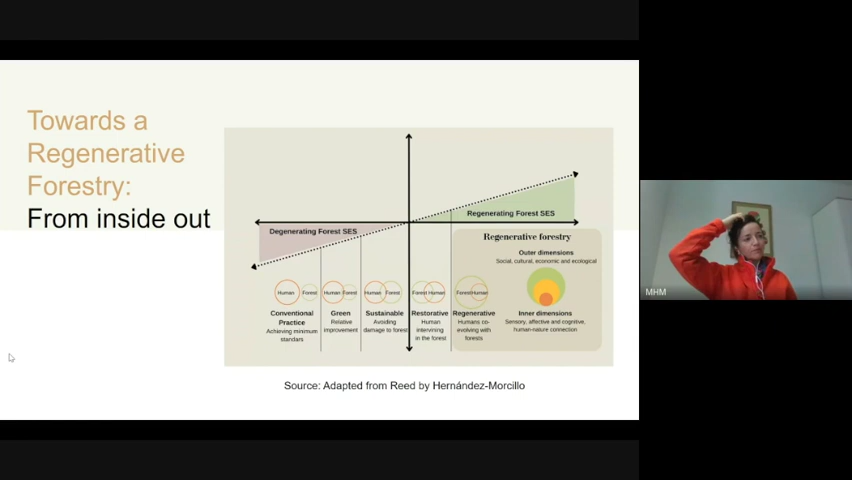 Towards a
Regenerative
Forestry:
From inside out
Regenerating Forest SES
Degenerating Forest SES
Regenerative forestry
Outer dimensions
Social, cultural, economic and ecological
Human Forest
Human Forest
Human Forest
Forest Human
Forest Human
Conventional
Practice
Achieving minimum
standars
Green
Relative
improvement
Sustainable
Avoiding
damage to forest
Restorative
Human
intervining
in the forest
Regenerative
Humans co-
evolving with
forests
Inner dimensions
Sensory, affective and cognitive,
human-nature connection
Source: Adapted from Reed by Hernández-Morcillo
MHM